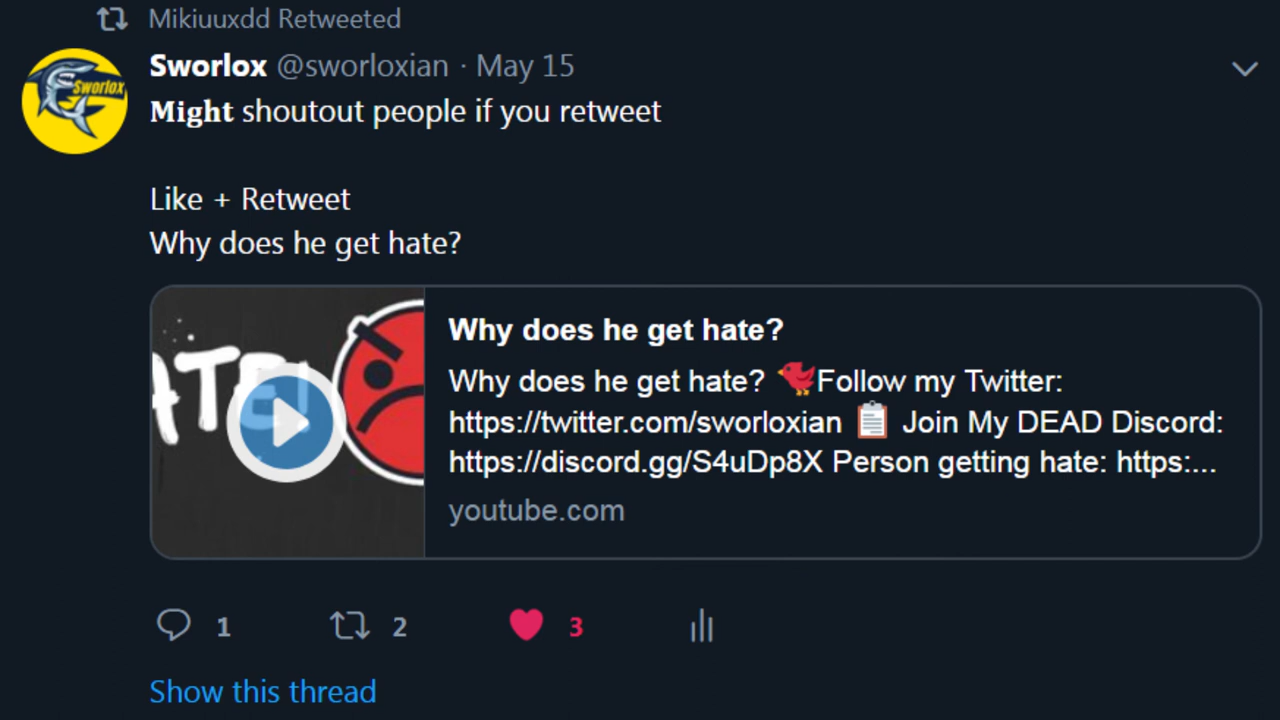 Mikiuuxdd Retweeted
Sworlox @sworloxian · May 15
Sworlox
Might shoutout people if you retweet
Like + Retweet
Why does he get hate?
ATE!
Why does he get hate?
Why does he get hate? 🐦Follow my Twitter:
https://twitter.com/sworloxian 📋 Join My DEAD Discord:
https://discord.gg/S4uDp8X Person getting hate: https:...
youtube.com
1 2 3
Show this thread